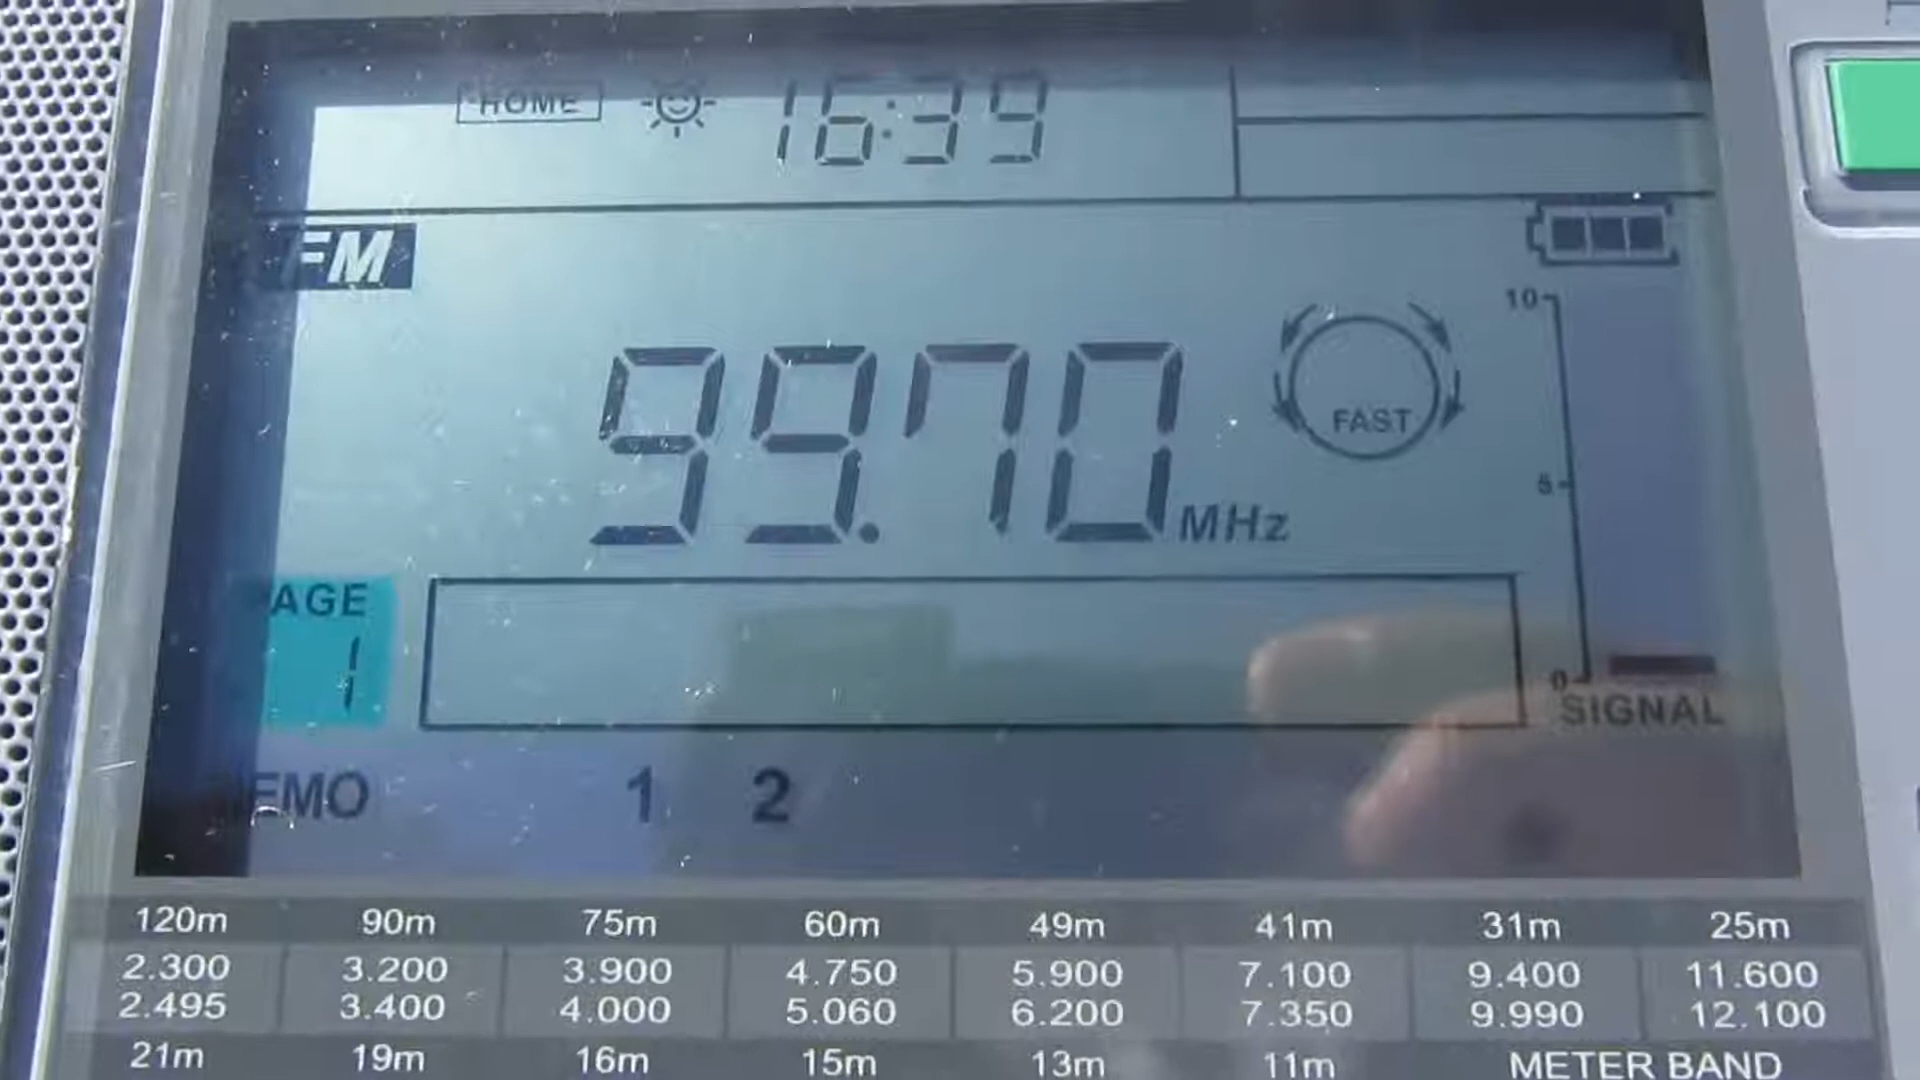 HOME 16:39
FM
10
99.70 MHz
FAST
5
AGE
1
0
SIGNAL
EMO 1 2
120m 90m 75m 60m 49m 41m 31m 25m
2.300 3.200 3.900 4.750 5.900 7.100 9.400 11.600
2.495 3.400 4.000 5.060 6.200 7.350 9.990 12.100
21m 19m 16m 15m 13m 11m METER BAND